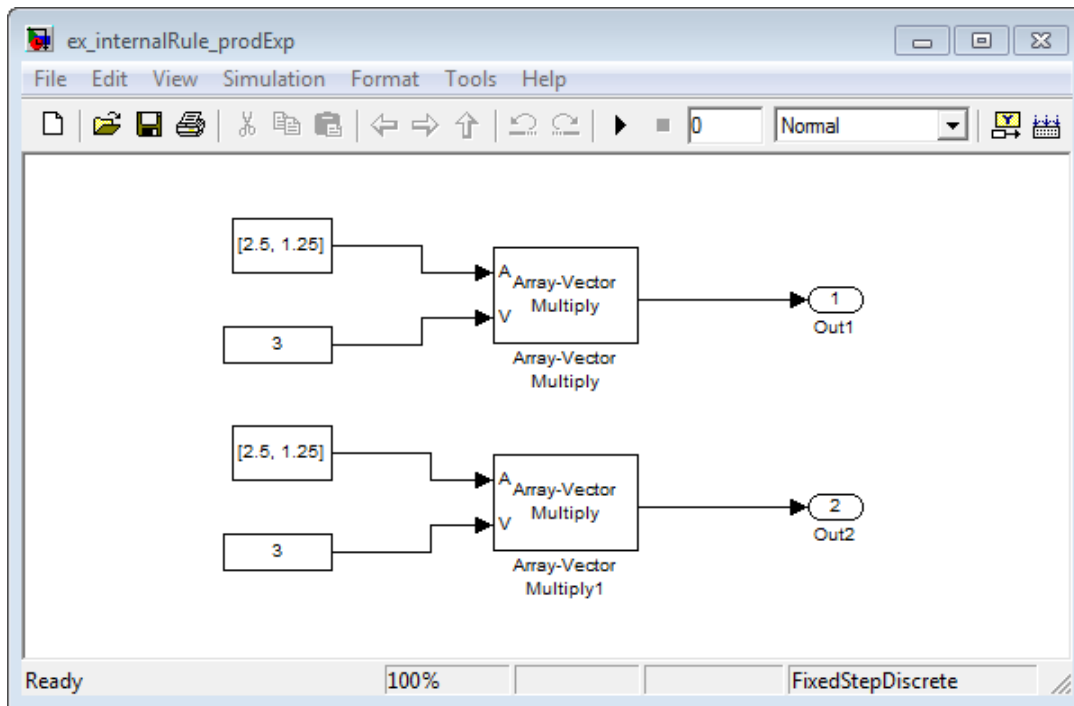 ex_internalRule_prodExp
File Edit View Simulation Format Tools Help
0 Normal
[2.5, 1.25]
3
A
V
Array-Vector
Multiply
Array-Vector
Multiply
1
Out1
[2.5, 1.25]
3
A
V
Array-Vector
Multiply
Array-Vector
Multiply1
2
Out2
Ready 100% FixedStepDiscrete